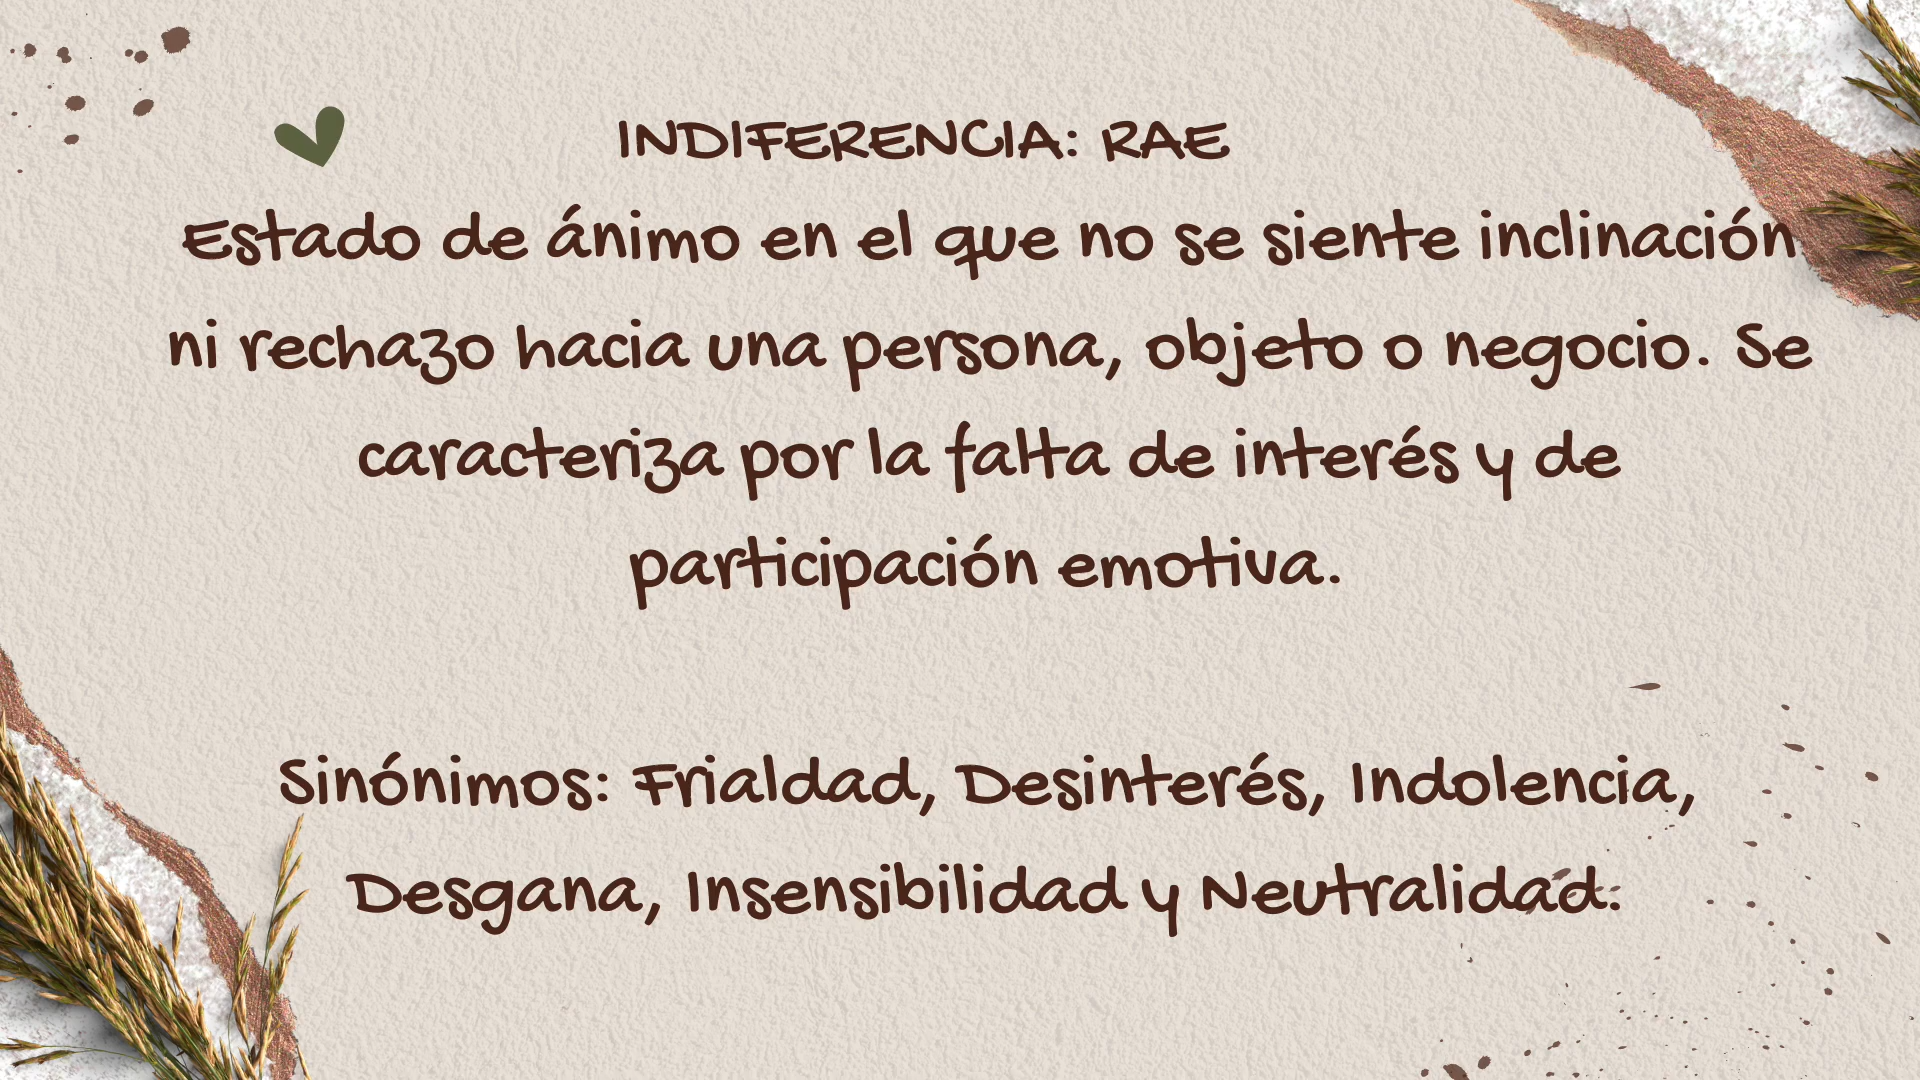 INDIFERENCIA: RAE
Estado de ánimo en el que no se siente inclinación
ni rechazo hacia una persona, objeto o negocio. Se
caracteriza por la falta de interés y de
participación emotiva.
Sinónimos: Frialdad, Desinterés, Indolencia,
Desgana, Insensibilidad y Neutralidad.